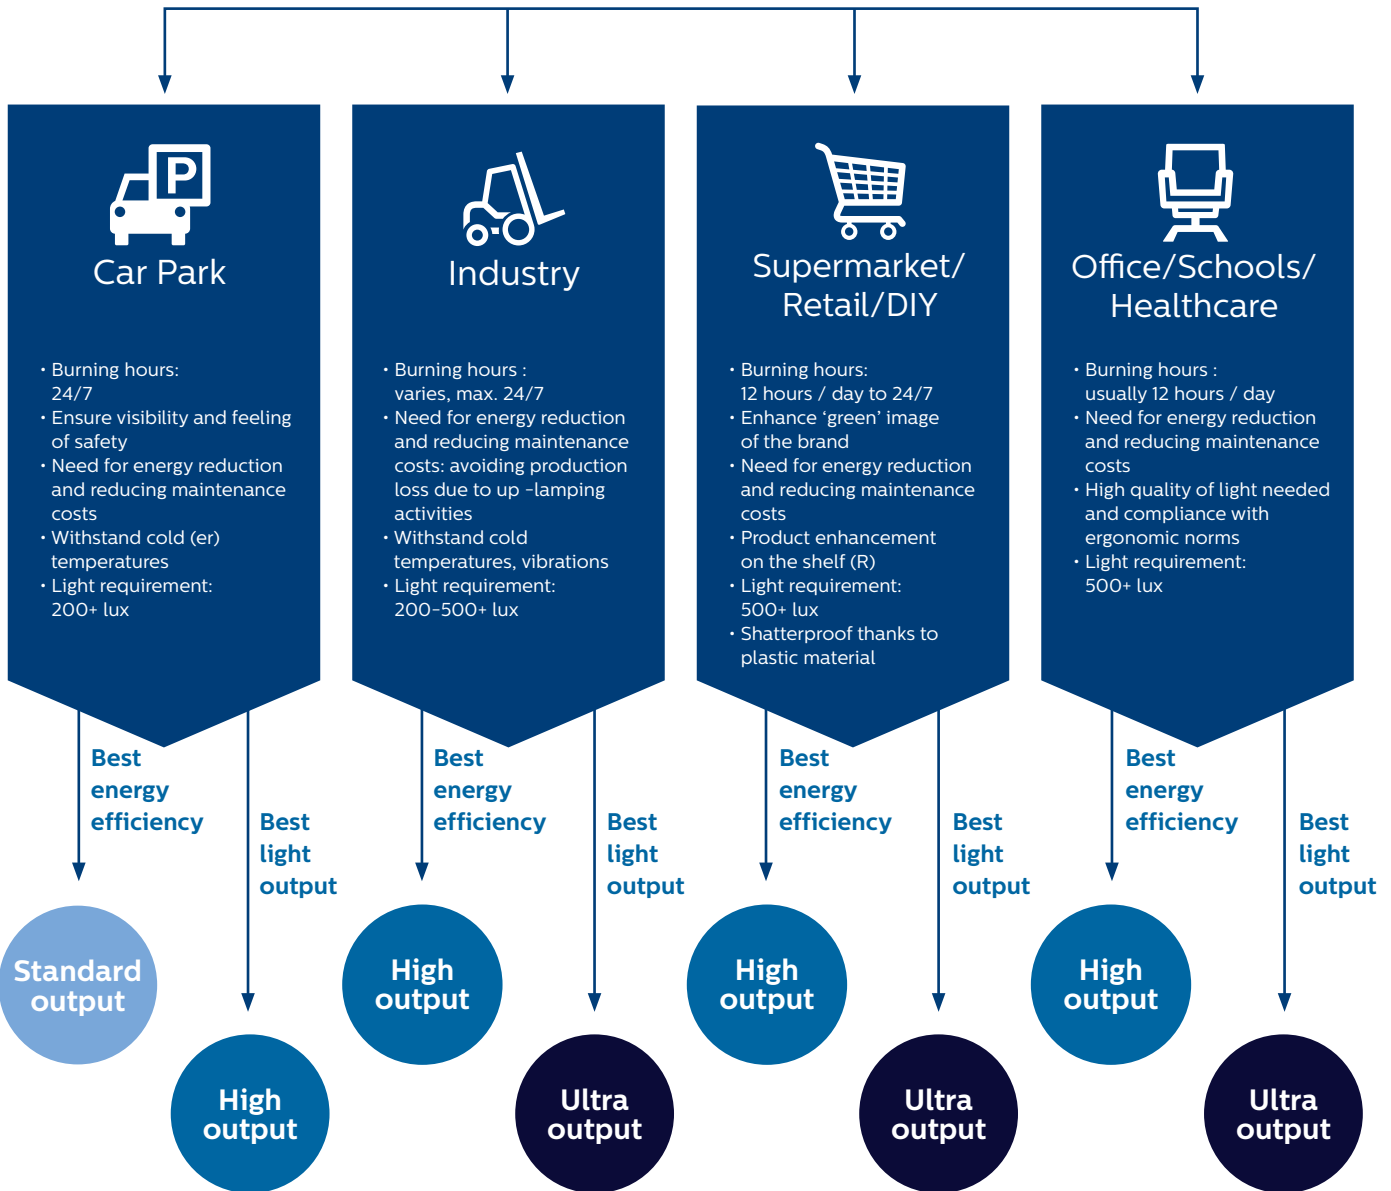 P
Car Park
• Burning hours:
24/7
• Ensure visibility and feeling
of safety
• Need for energy reduction
and reducing maintenance
costs
• Withstand cold (er)
temperatures
• Light requirement:
200+ lux
Best
energy
efficiency
Best
light
output
Standard
output
High
output
Industry
• Burning hours :
varies, max. 24/7
• Need for energy reduction
and reducing maintenance
costs: avoiding production
loss due to up -lamping
activities
• Withstand cold
temperatures, vibrations
• Light requirement:
200-500+ lux
Best
energy
efficiency
Best
light
output
High
output
Ultra
output
Supermarket/
Retail/DIY
• Burning hours:
12 hours / day to 24/7
• Enhance ‘green’ image
of the brand
• Need for energy reduction
and reducing maintenance
costs
• Product enhancement
on the shelf (R)
• Light requirement:
500+ lux
• Shatterproof thanks to
plastic material
Best
energy
efficiency
Best
light
output
High
output
Ultra
output
Office/Schools/
Healthcare
• Burning hours :
usually 12 hours / day
• Need for energy reduction
and reducing maintenance
costs
• High quality of light needed
and compliance with
ergonomic norms
• Light requirement:
500+ lux
Best
energy
efficiency
Best
light
output
High
output
Ultra
output